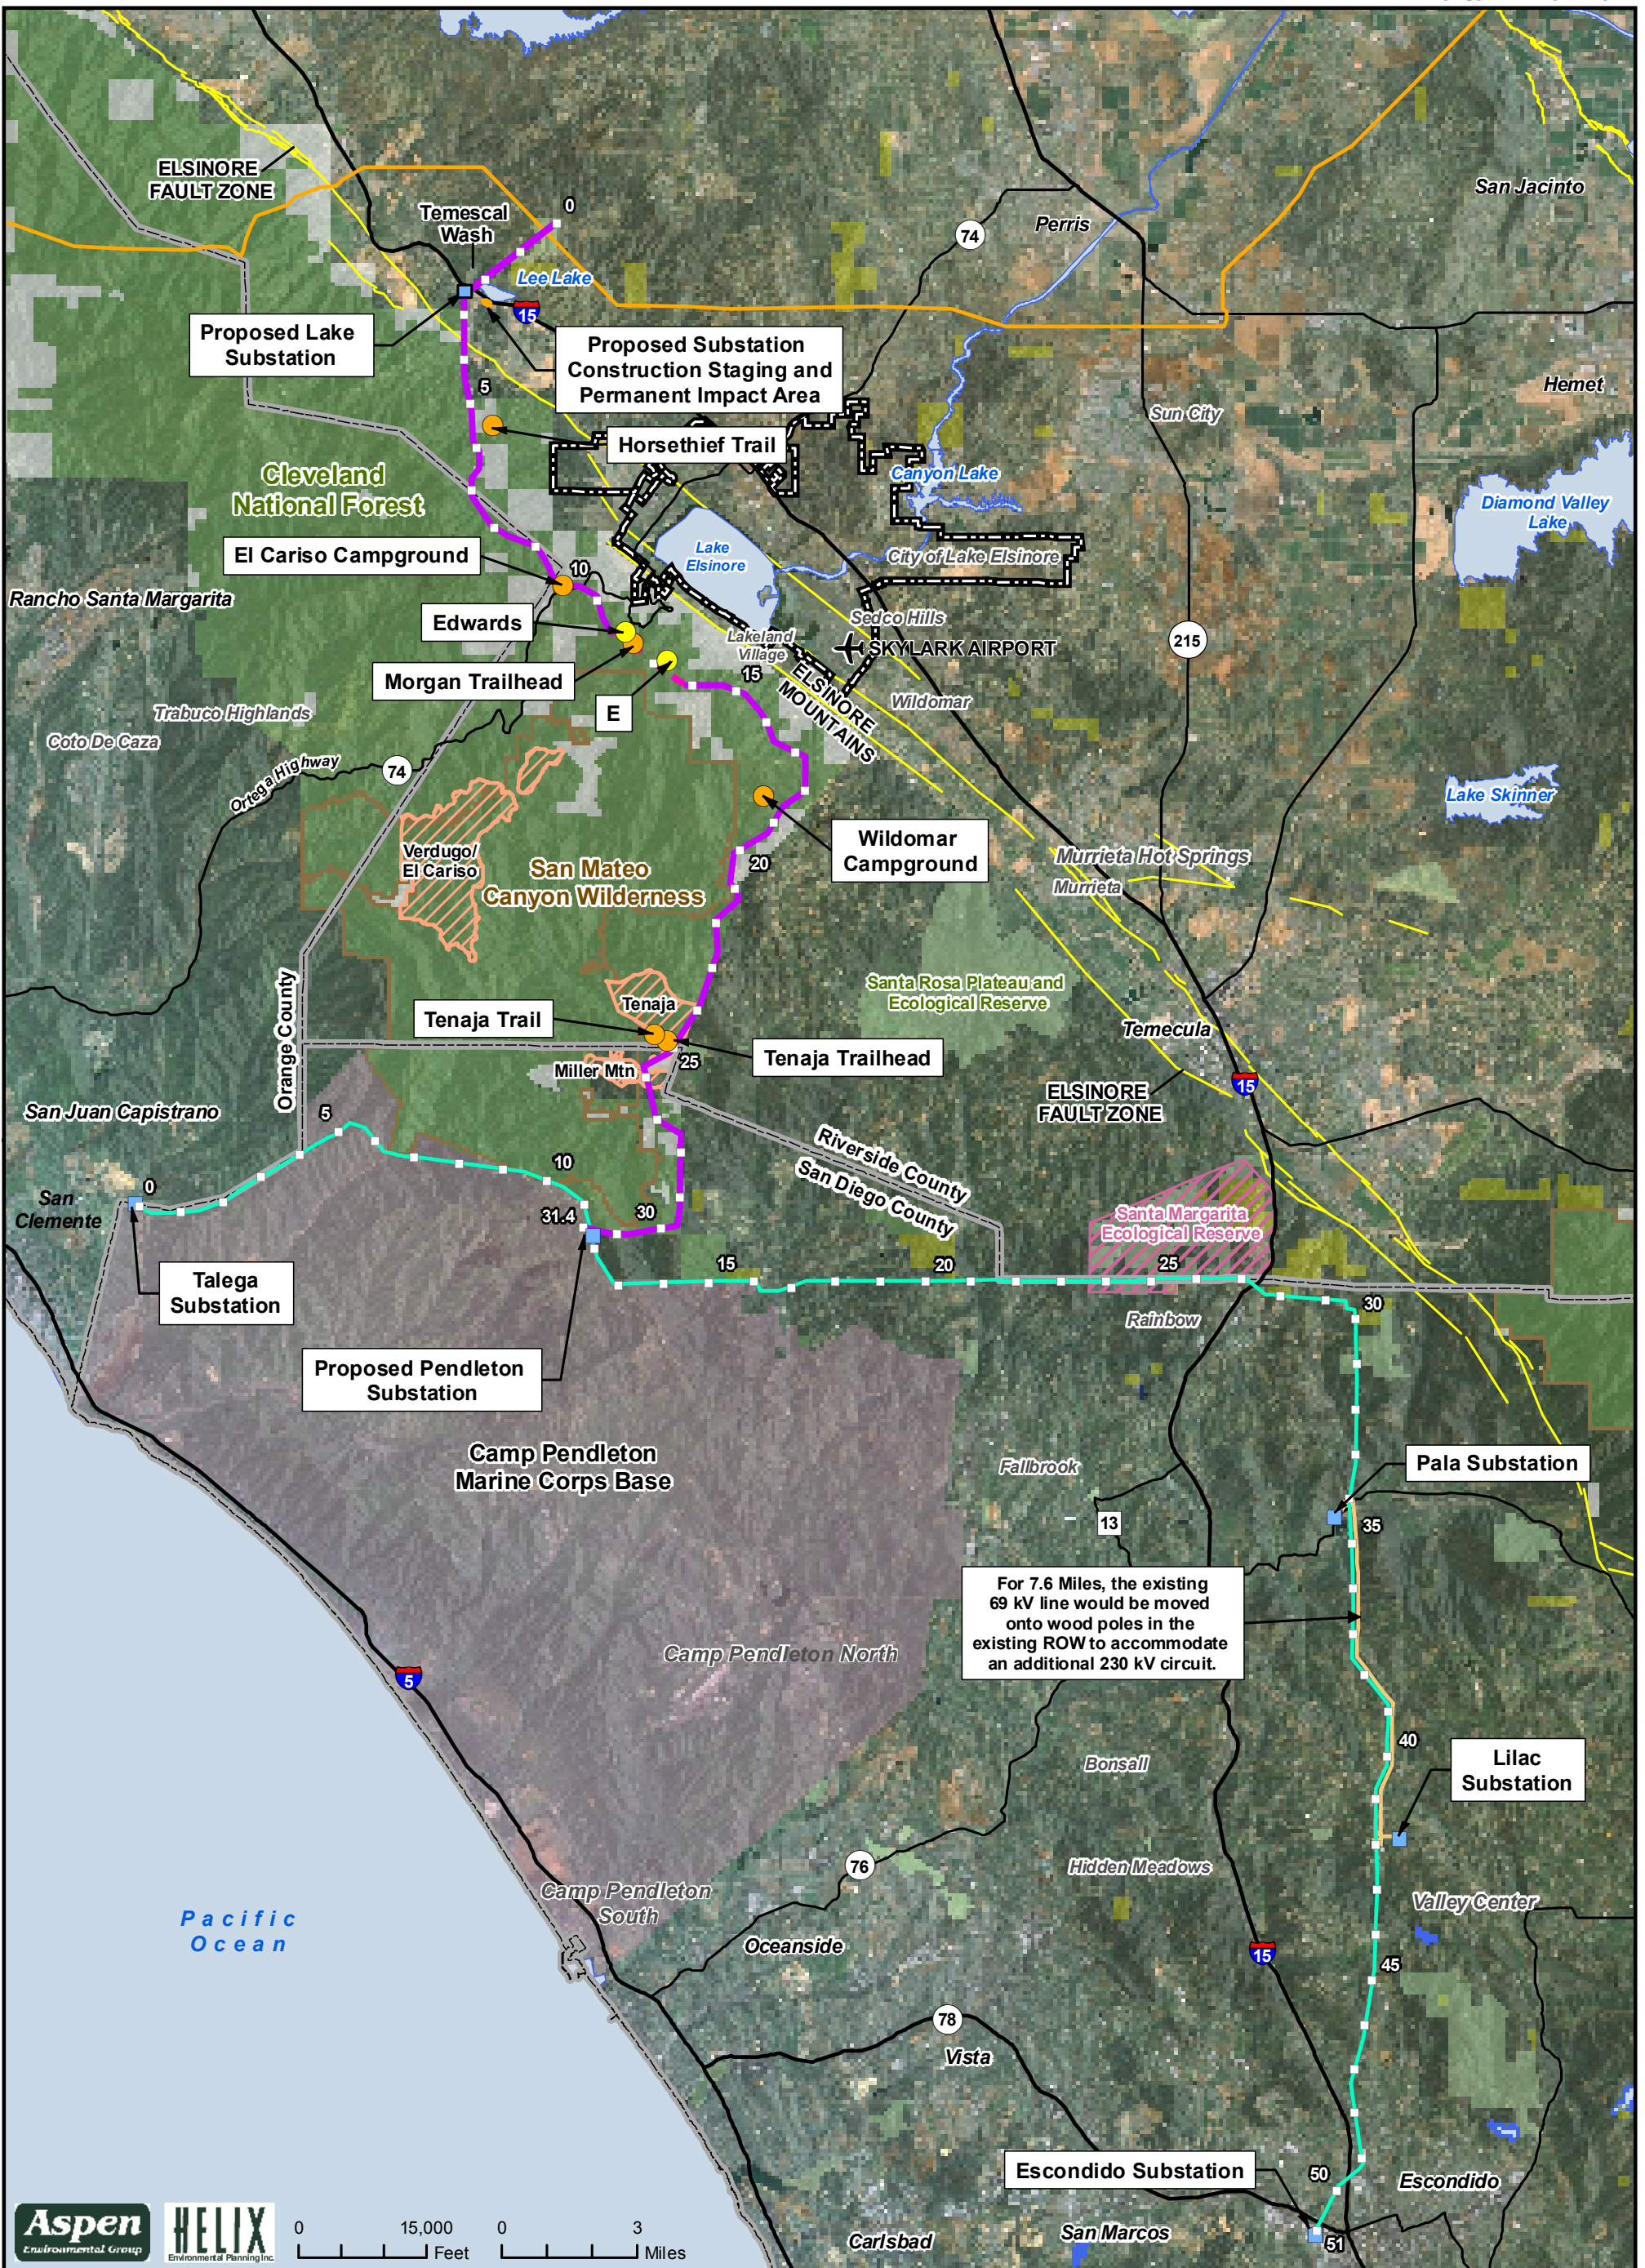 ELSINORE
FAULT ZONE
San Jacinto
Temescal
Wash
0
74
Perris
Lee Lake
15
Proposed Lake
Substation
Proposed Substation
Construction Staging and
Permanent Impact Area
5
Hemet
Sun City
Horsethief Trail
Cleveland
National Forest
Canyon Lake
Diamond Valley
Lake
El Cariso Campground
Lake
Elsinore
City of Lake Elsinore
10
Rancho Santa Margarita
Edwards
Sedco Hills
Lakeland
Village
SKYLARK AIRPORT
215
Morgan Trailhead
15
ELSINORE
MOUNTAINS
Wildomar
E
Trabuco Highlands
Coto De Caza
Ortega Highway
74
Lake Skinner
Wildomar
Campground
Verdugo/
El Cariso
20
San Mateo
Canyon Wilderness
Murrieta Hot Springs
Murrieta
Santa Rosa Plateau and
Ecological Reserve
Tenaja
Tenaja Trail
Orange County
Temecula
Tenaja Trailhead
25
Miller Mtn
15
ELSINORE
FAULT ZONE
San Juan Capistrano
5
Riverside County
San Diego County
10
0
San
Clemente
31.4
30
Santa Margarita
Ecological Reserve
15
20
25
Talega
Substation
30
Rainbow
Proposed Pendleton
Substation
Camp Pendleton
Marine Corps Base
Fallbrook
Pala Substation
13
35
For 7.6 Miles, the existing
69 kV line would be moved
onto wood poles in the
existing ROW to accommodate
an additional 230 kV circuit.
Camp Pendleton North
5
40
Bonsall
Lilac
Substation
76
Hidden Meadows
Camp Pendleton
South
Valley Center
Pacific
Ocean
Oceanside
15
45
78
Vista
Escondido Substation
50
Escondido
Aspen
Environmental Group
HELIX
Environmental Planning Inc.
0 15,000
Feet
0 3
Miles
Carlsbad
San Marcos
51